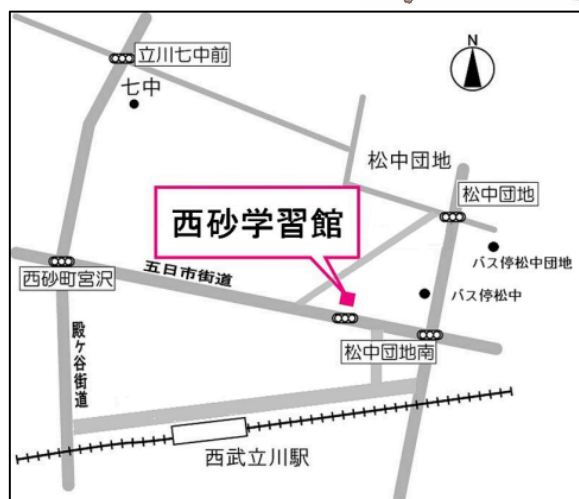 立川七中前
N
七中
松中団地
松中団地
西砂学習館
バス停松中団地
五日市街道
西砂町宮沢
バス停松中
松中団地南
殿ヶ谷街道
西武立川駅